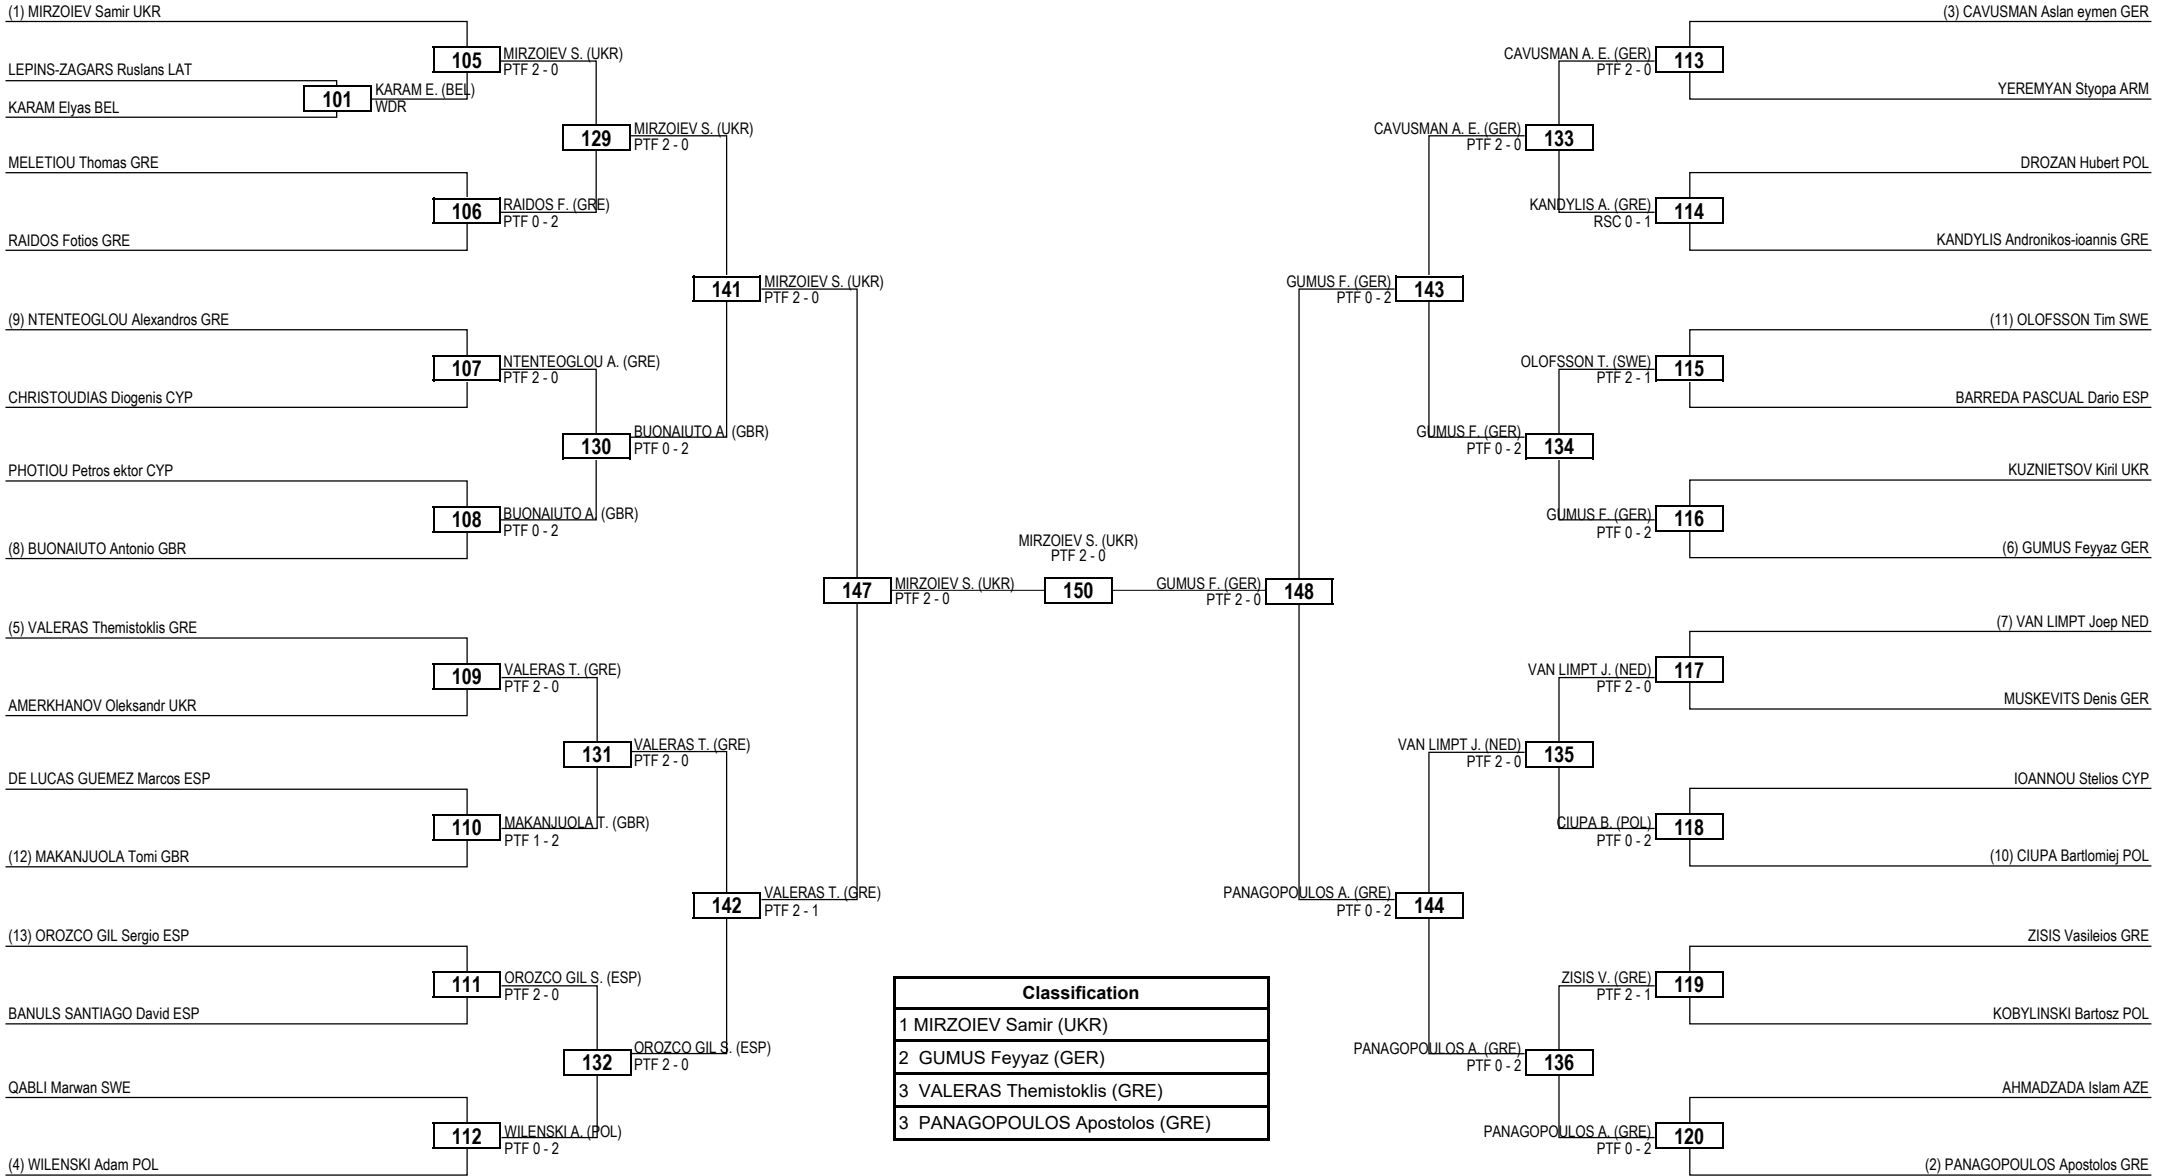 (1) MIRZOIEV Samir UKR
105
MIRZOIEV S. (UKR)
PTF 2 - 0
LEPINS-ZAGARS Ruslans LAT
101
KARAM E. (BEL)
WDR
KARAM Elyas BEL
129
MIRZOIEV S. (UKR)
PTF 2 - 0
MELETIOU Thomas GRE
106
RAIDOS F. (GRE)
PTF 0 - 2
RAIDOS Fotios GRE
141
MIRZOIEV S. (UKR)
PTF 2 - 0
(9) NTENTEOGLOU Alexandros GRE
107
NTENTEOGLOU A. (GRE)
PTF 2 - 0
CHRISTOUDIAS Diogenis CYP
130
BUONAIUTO A. (GBR)
PTF 0 - 2
PHOTIOU Petros ektor CYP
108
BUONAIUTO A. (GBR)
PTF 0 - 2
(8) BUONAIUTO Antonio GBR
147
MIRZOIEV S. (UKR)
PTF 2 - 0
(5) VALERAS Themistoklis GRE
109
VALERAS T. (GRE)
PTF 2 - 0
AMERKHANOV Oleksandr UKR
131
VALERAS T. (GRE)
PTF 2 - 0
DE LUCAS GUEMEZ Marcos ESP
110
MAKANJUOLA T. (GBR)
PTF 1 - 2
(12) MAKANJUOLA Tomi GBR
142
VALERAS T. (GRE)
PTF 2 - 1
(13) OROZCO GIL Sergio ESP
111
OROZCO GIL S. (ESP)
PTF 2 - 0
BANULS SANTIAGO David ESP
132
OROZCO GIL S. (ESP)
PTF 2 - 0
QABLI Marwan SWE
112
WILENSKI A. (POL)
PTF 0 - 2
(4) WILENSKI Adam POL
MIRZOIEV S. (UKR)
PTF 2 - 0
150
(3) CAVUSMAN Aslan eymen GER
CAVUSMAN A. E. (GER)
PTF 2 - 0
113
YEREMYAN Styopa ARM
CAVUSMAN A. E. (GER)
PTF 2 - 0
133
DROZAN Hubert POL
KANDYLIS A. (GRE)
RSC 0 - 1
114
KANDYLIS Andronikos-ioannis GRE
GUMUS F. (GER)
PTF 0 - 2
143
(11) OLOFSSON Tim SWE
OLOFSSON T. (SWE)
PTF 2 - 1
115
BARREDA PASCUAL Dario ESP
GUMUS F. (GER)
PTF 0 - 2
134
KUZNIETSOV Kiril UKR
GUMUS F. (GER)
PTF 0 - 2
116
(6) GUMUS Feyyaz GER
GUMUS F. (GER)
PTF 2 - 0
148
(7) VAN LIMPT Joep NED
VAN LIMPT J. (NED)
PTF 2 - 0
117
MUSKEVITS Denis GER
VAN LIMPT J. (NED)
PTF 2 - 0
135
IOANNOU Stelios CYP
CIUPA B. (POL)
PTF 0 - 2
118
(10) CIUPA Bartlomiej POL
PANAGOPOULOS A. (GRE)
PTF 0 - 2
144
ZISIS Vasileios GRE
ZISIS V. (GRE)
PTF 2 - 1
119
KOBYLINSKI Bartosz POL
PANAGOPOULOS A. (GRE)
PTF 0 - 2
136
AHMADZADA Islam AZE
PANAGOPOULOS A. (GRE)
PTF 0 - 2
120
(2) PANAGOPOULOS Apostolos GRE
Classification
1 MIRZOIEV Samir (UKR)
2 GUMUS Feyyaz (GER)
3 VALERAS Themistoklis (GRE)
3 PANAGOPOULOS Apostolos (GRE)